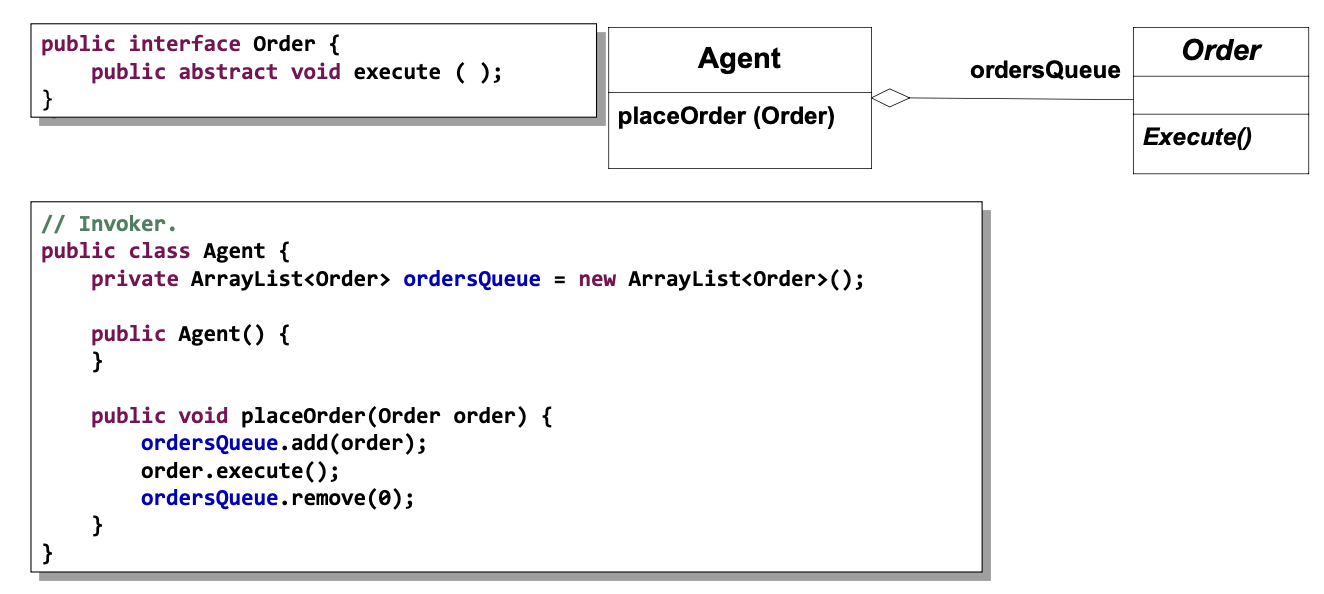 public interface Order {
    public abstract void execute ( );
}
Agent
placeOrder (Order)
ordersQueue
Order
Execute()
// Invoker.
public class Agent {
    private ArrayList<Order> ordersQueue = new ArrayList<Order>();
    public Agent() {
    }
    public void placeOrder(Order order) {
        ordersQueue.add(order);
        order.execute();
        ordersQueue.remove(0);
    }
}